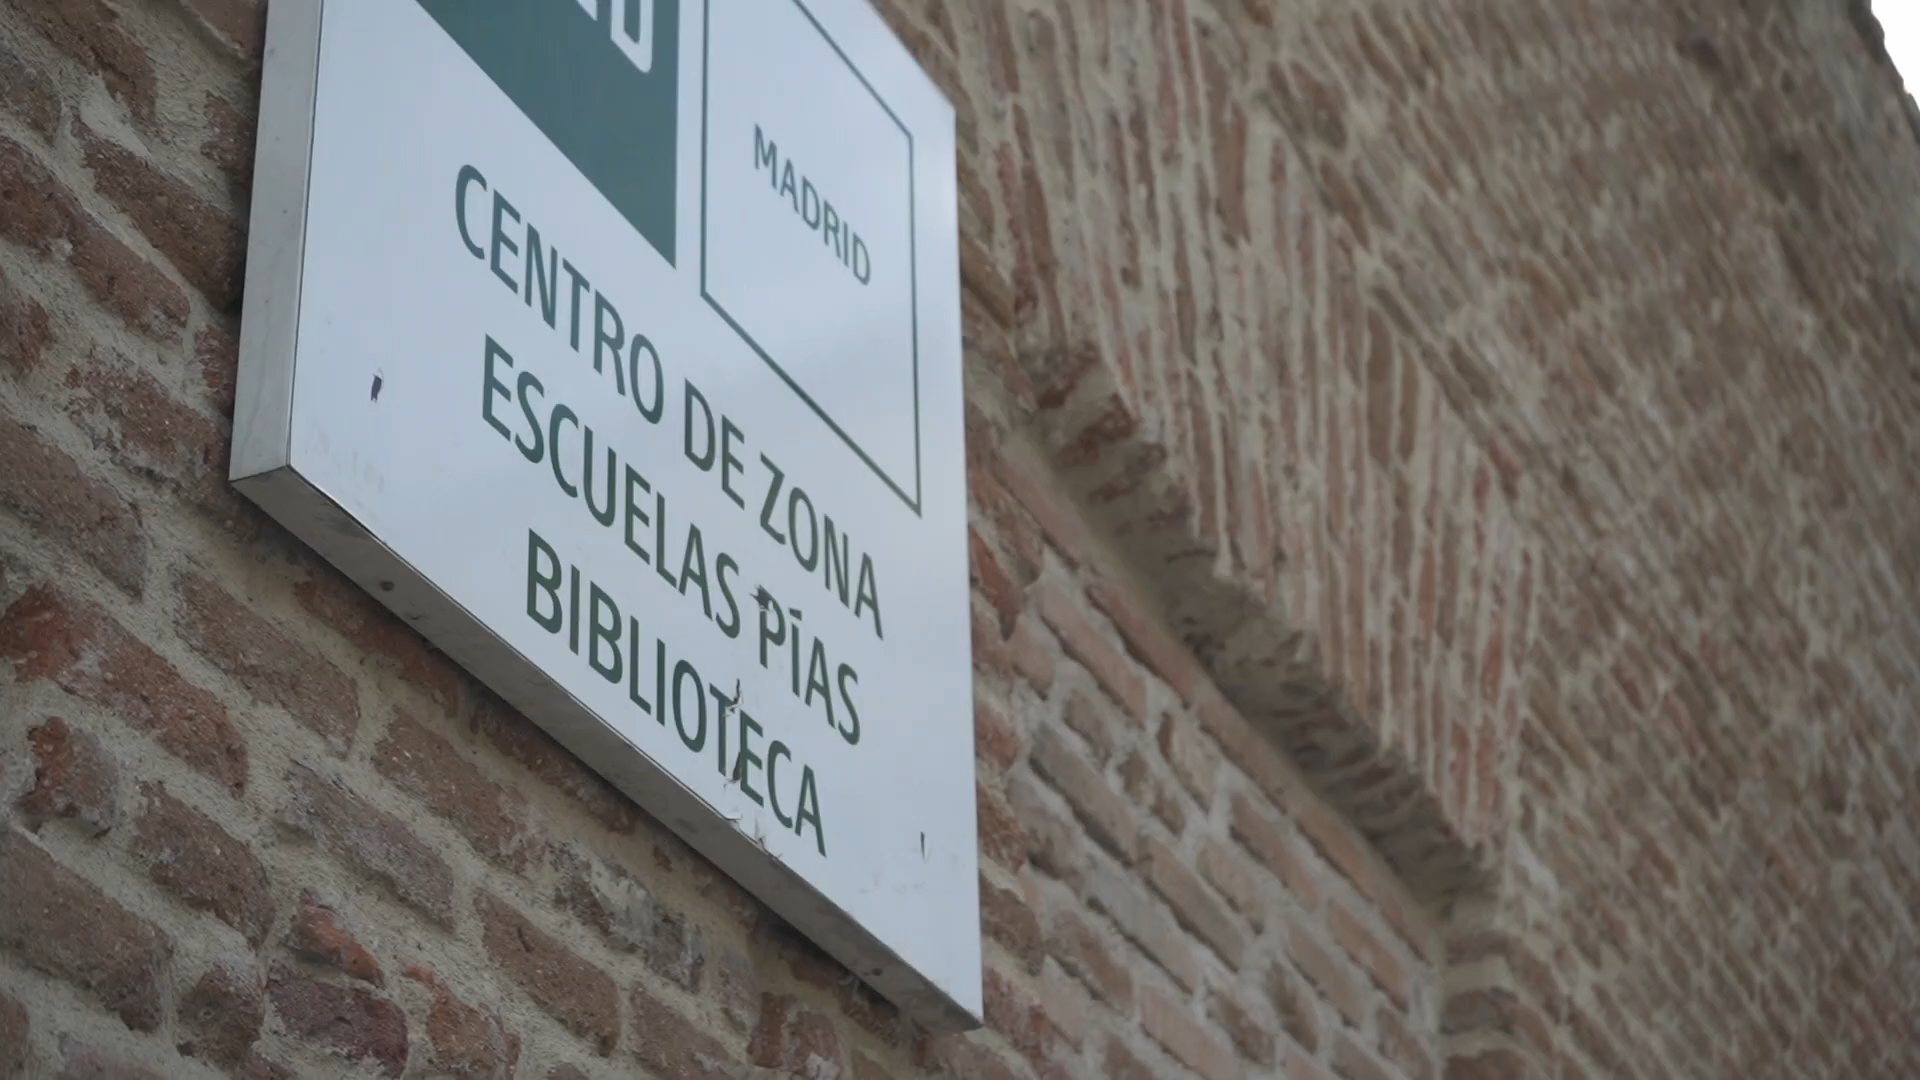 MADRID
CENTRO DE ZONA
ESCUELAS PÍAS
BIBLIOTECA